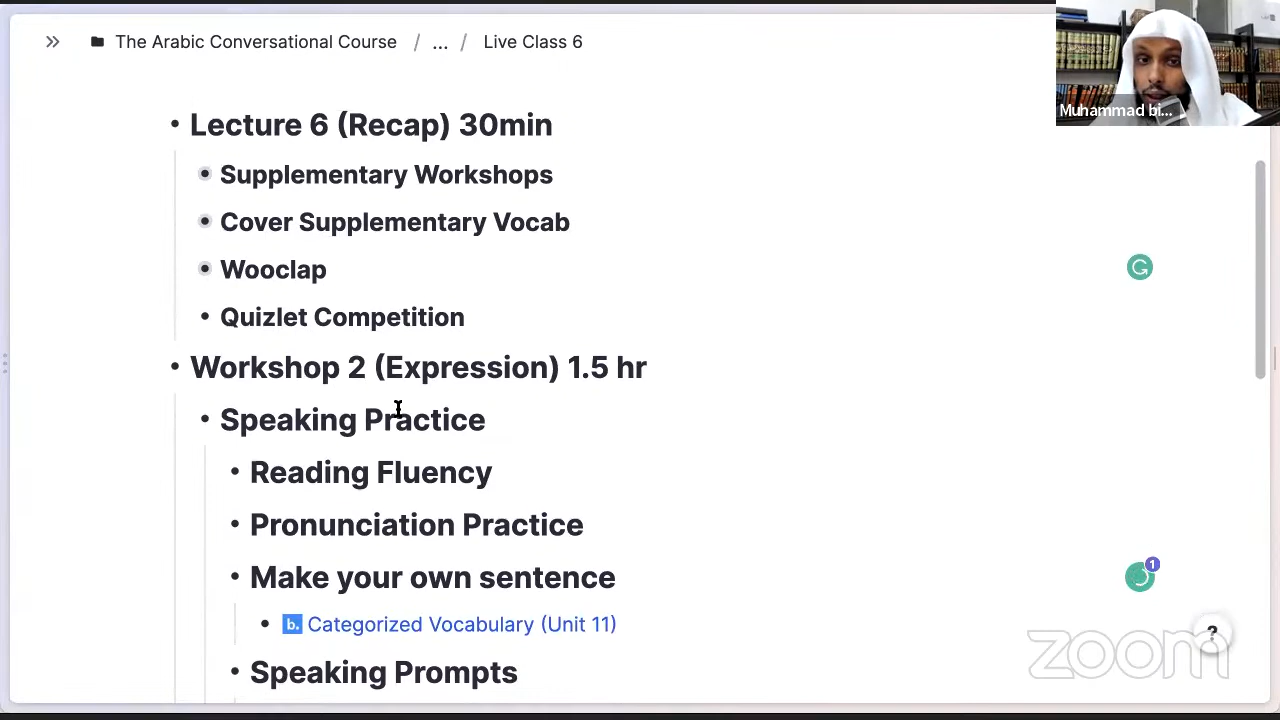 The Arabic Conversational Course / ... / Live Class 6
Muhammad bi...
Lecture 6 (Recap) 30min
Supplementary Workshops
Cover Supplementary Vocab
Wooclap
Quizlet Competition
Workshop 2 (Expression) 1.5 hr
Speaking Practice
Reading Fluency
Pronunciation Practice
Make your own sentence
1
b. Categorized Vocabulary (Unit 11)
?
zoom
Speaking Prompts